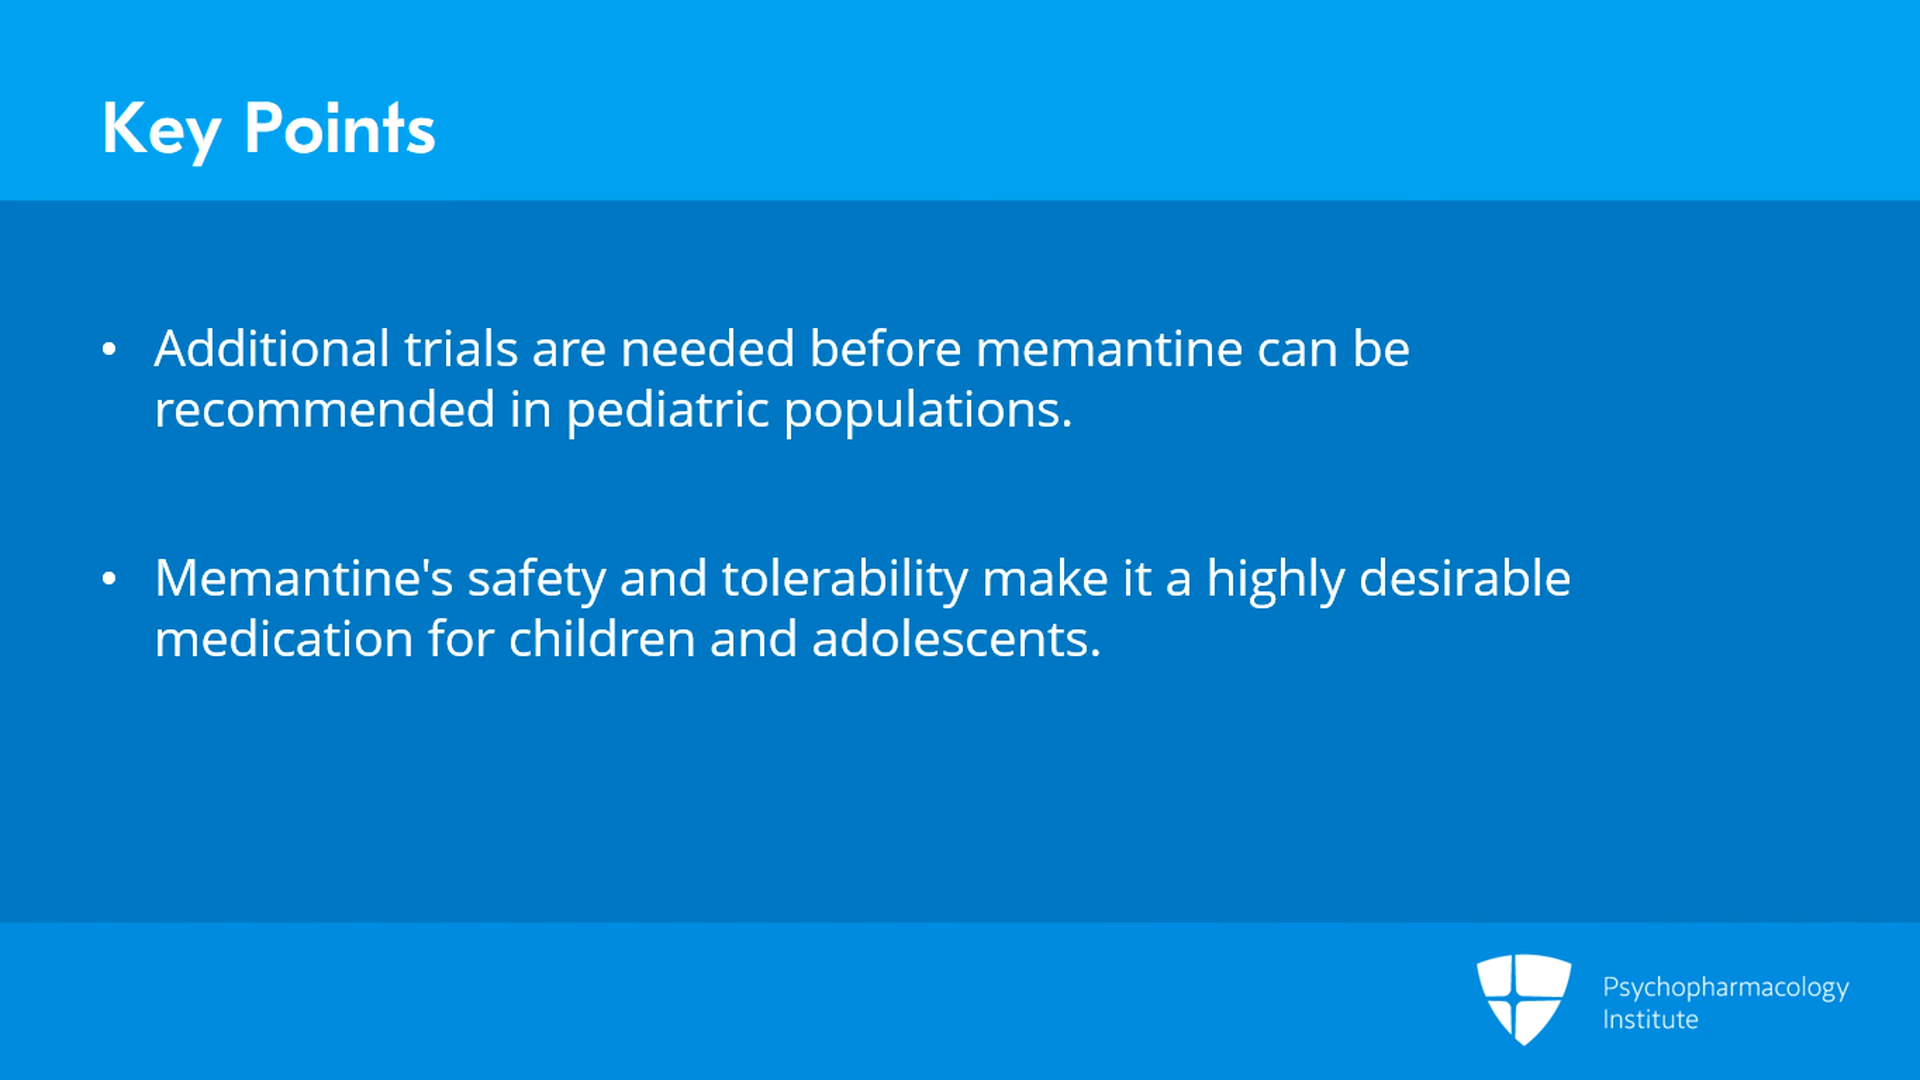 Key Points
• Additional trials are needed before memantine can be
recommended in pediatric populations.
• Memantine's safety and tolerability make it a highly desirable
medication for children and adolescents.
Psychopharmacology
Institute